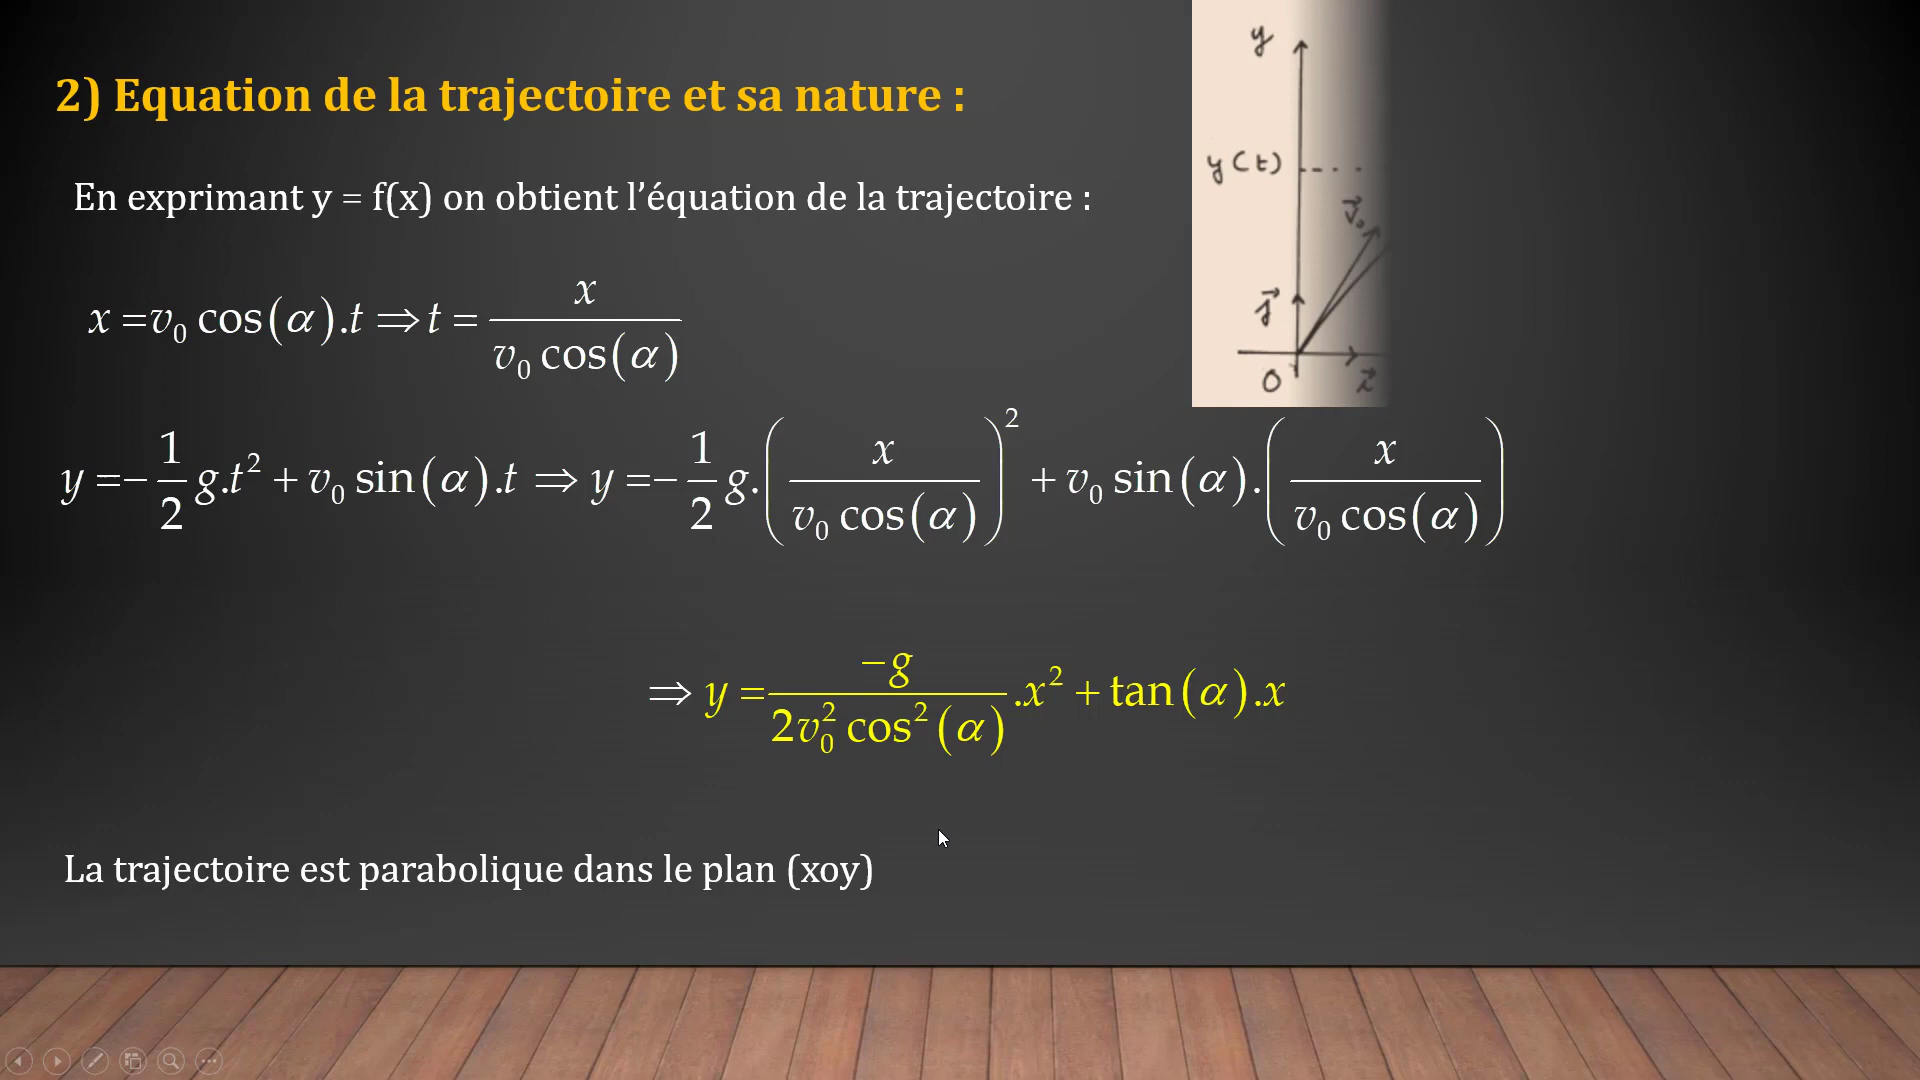 2) Equation de la trajectoire et sa nature :
En exprimant y = f(x) on obtient l’équation de la trajectoire :
x = v₀ cos(α).t ⇒ t = x / (v₀ cos(α))
y = −1/2 g.t² + v₀ sin(α).t ⇒ y = −1/2 g.(x / (v₀ cos(α)))² + v₀ sin(α).(x / (v₀ cos(α)))
⇒ y = −g / (2v₀² cos²(α)) .x² + tan(α).x
La trajectoire est parabolique dans le plan (xoy)
y
y(t)
j
O